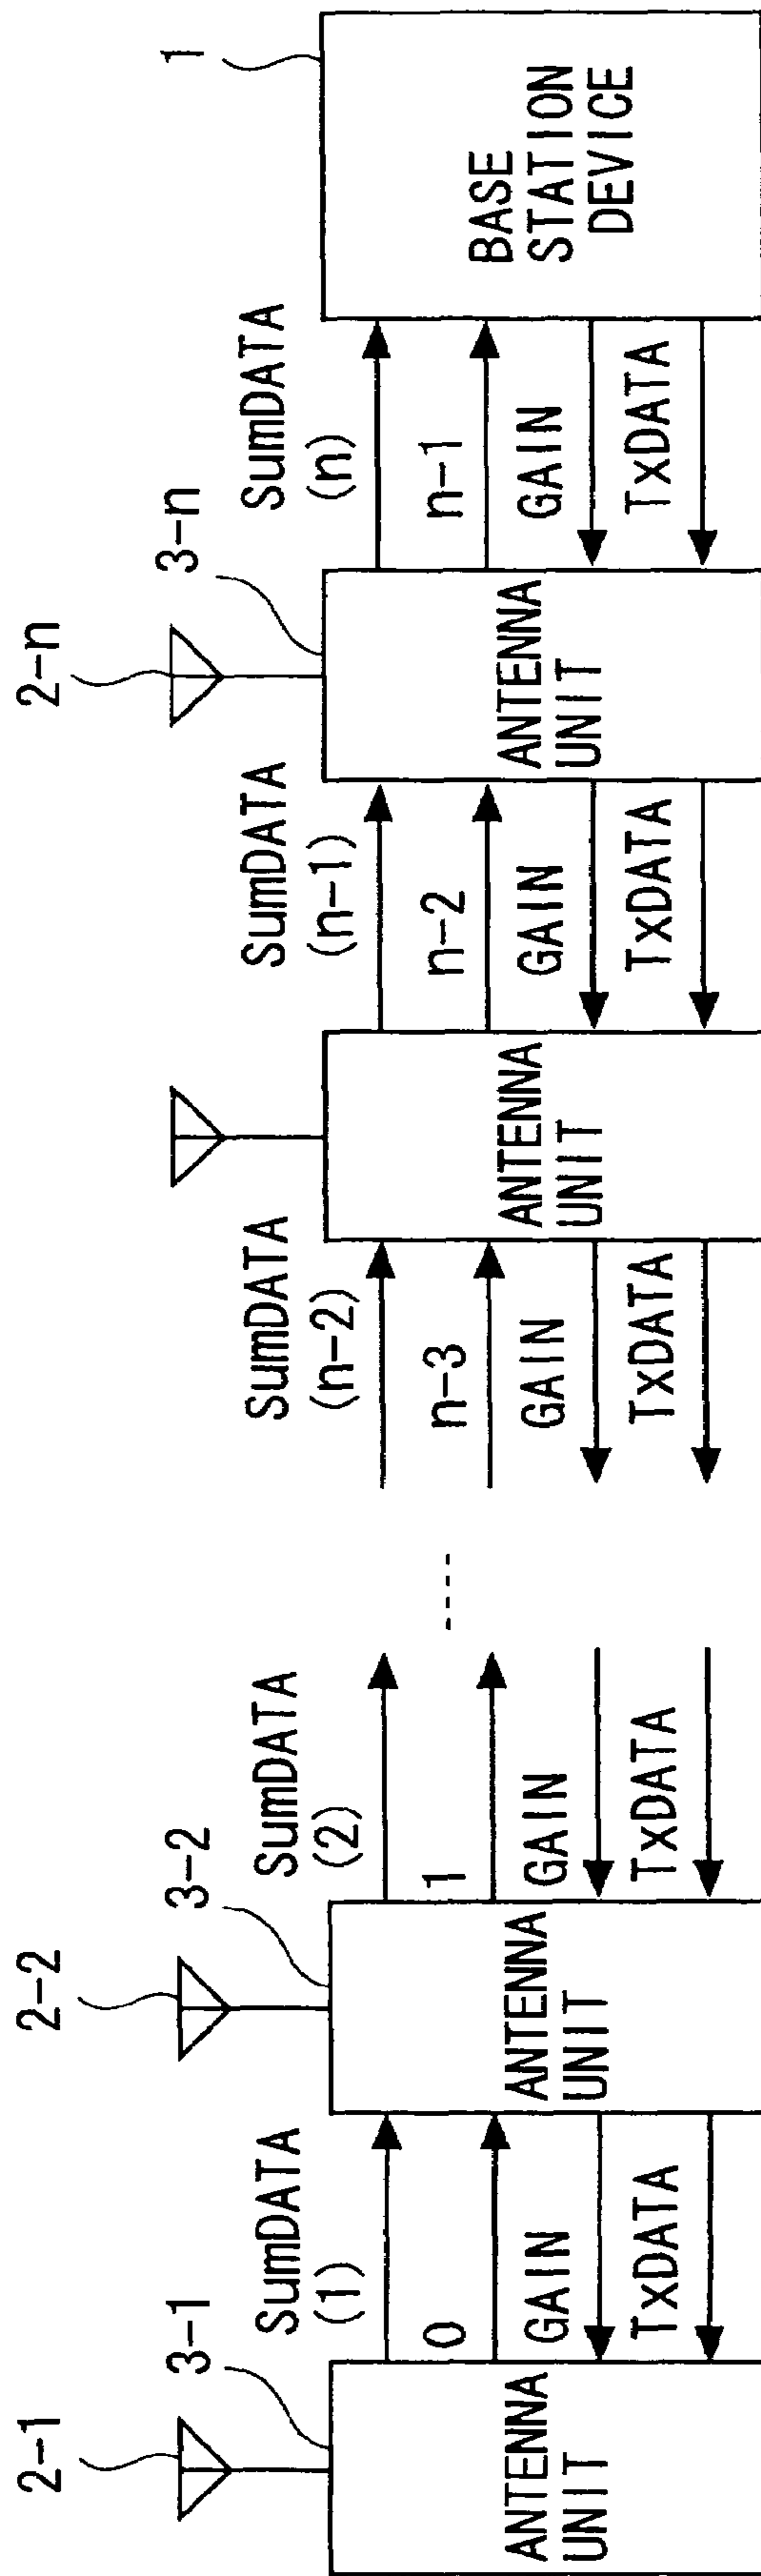 2-1
3-1
ANTENNA
UNIT
SumDATA
(1)
0
GAIN
TxDATA
2-2
3-2
ANTENNA
UNIT
SumDATA
(2)
1
GAIN
TxDATA
----
SumDATA
(n-2)
n-3
GAIN
TxDATA
ANTENNA
UNIT
SumDATA
(n-1)
n-2
GAIN
TxDATA
2-n
3-n
ANTENNA
UNIT
SumDATA
(n)
n-1
GAIN
TxDATA
1
BASE
STATION
DEVICE